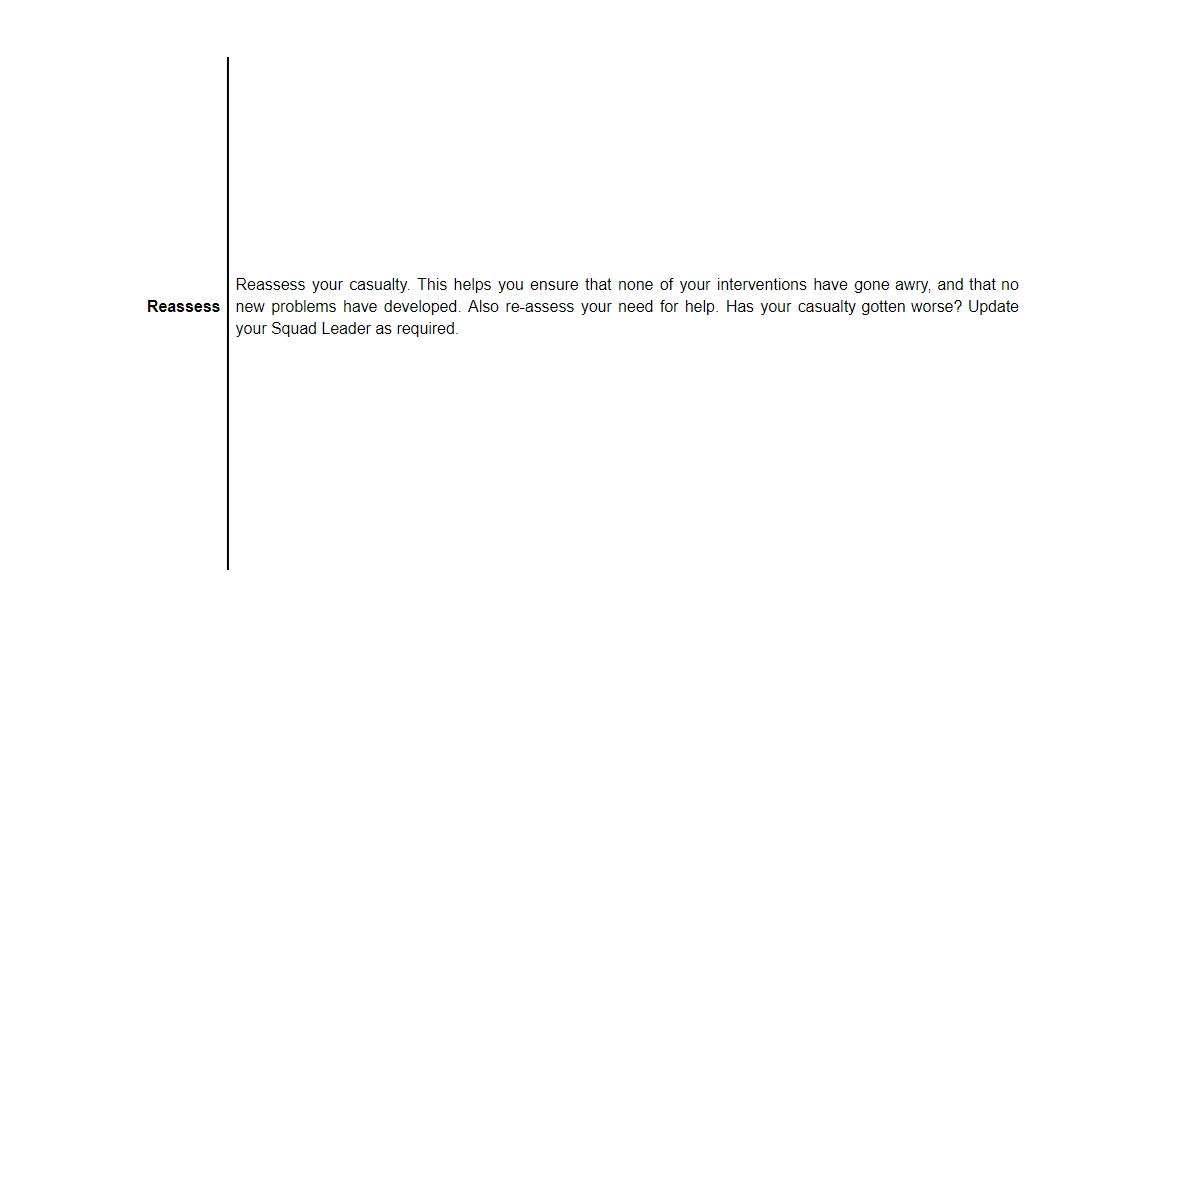 Reassess your casualty. This helps you ensure that none of your interventions have gone awry, and that no
Reassess new problems have developed. Also re-assess your need for help. Has your casualty gotten worse? Update
your Squad Leader as required.